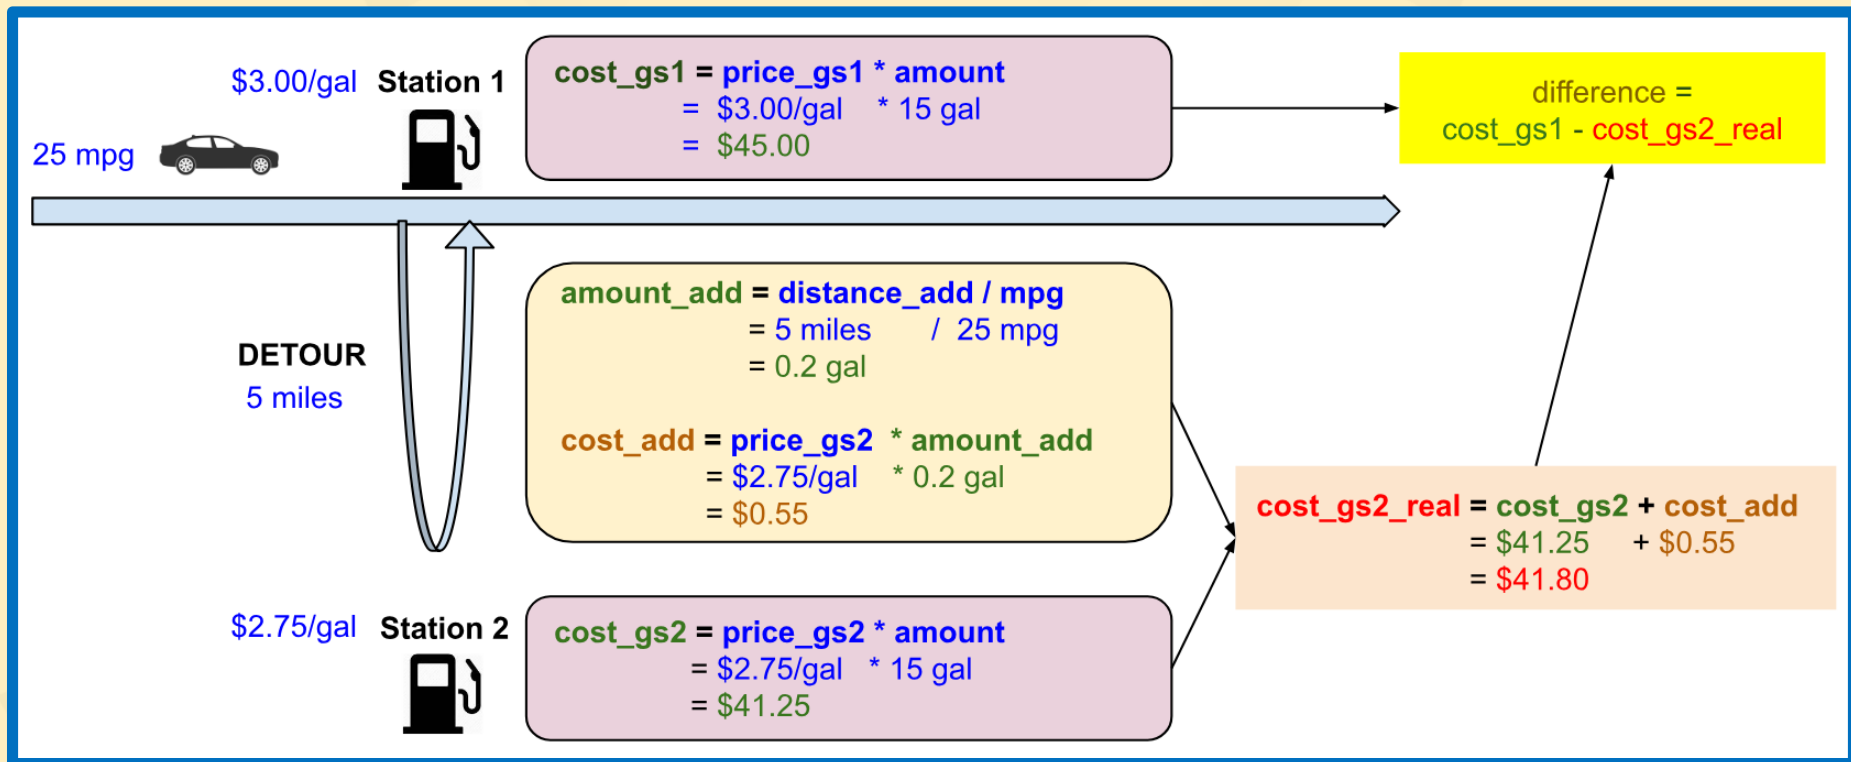 $3.00/gal Station 1
25 mpg
cost_gs1 = price_gs1 * amount
= $3.00/gal * 15 gal
= $45.00
difference =
cost_gs1 - cost_gs2_real
DETOUR
5 miles
amount_add = distance_add / mpg
= 5 miles / 25 mpg
= 0.2 gal
cost_add = price_gs2 * amount_add
= $2.75/gal * 0.2 gal
= $0.55
cost_gs2_real = cost_gs2 + cost_add
= $41.25 + $0.55
= $41.80
$2.75/gal Station 2
cost_gs2 = price_gs2 * amount
= $2.75/gal * 15 gal
= $41.25